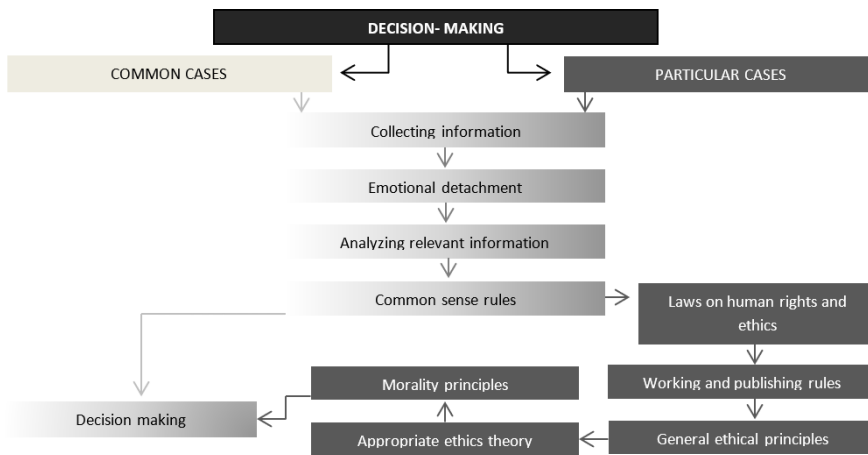 DECISION- MAKING
COMMON CASES
PARTICULAR CASES
Collecting information
Emotional detachment
Analyzing relevant information
Common sense rules
Laws on human rights and
ethics
Working and publishing rules
General ethical principles
Appropriate ethics theory
Morality principles
Decision making